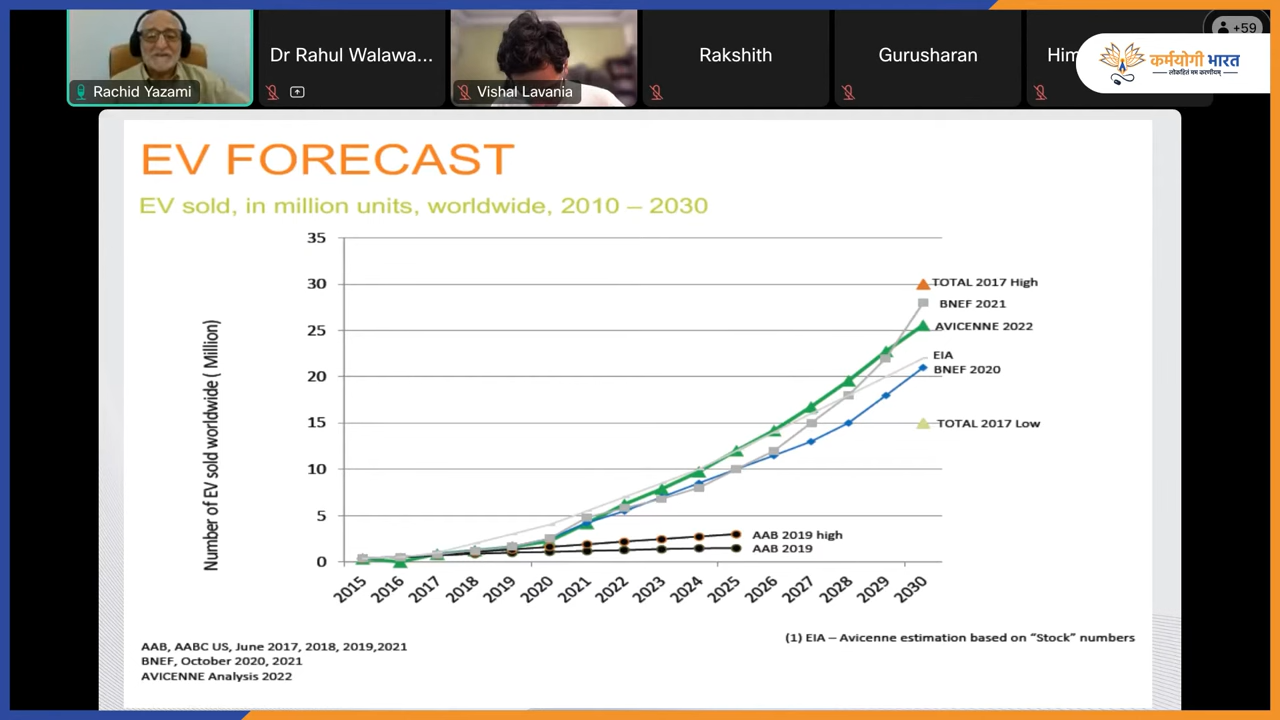 +59
Rachid Yazami
Dr Rahul Walawa...
Vishal Lavania
Rakshith
Gurusharan
कर्मयोगी भारत
EV FORECAST
EV sold, in million units, worldwide, 2010 – 2030
Number of EV sold worldwide ( Million)
35
30
25
20
15
10
5
0
TOTAL 2017 High
BNEF 2021
AVICENNE 2022
EIA
BNEF 2020
TOTAL 2017 Low
AAB 2019 high
AAB 2019
2015 2016 2017 2018 2019 2020 2021 2022 2023 2024 2025 2026 2027 2028 2029 2030
(1) EIA – Avicenne estimation based on “Stock” numbers
AAB, AABC US, June 2017, 2018, 2019,2021
BNEF, October 2020, 2021
AVICENNE Analysis 2022